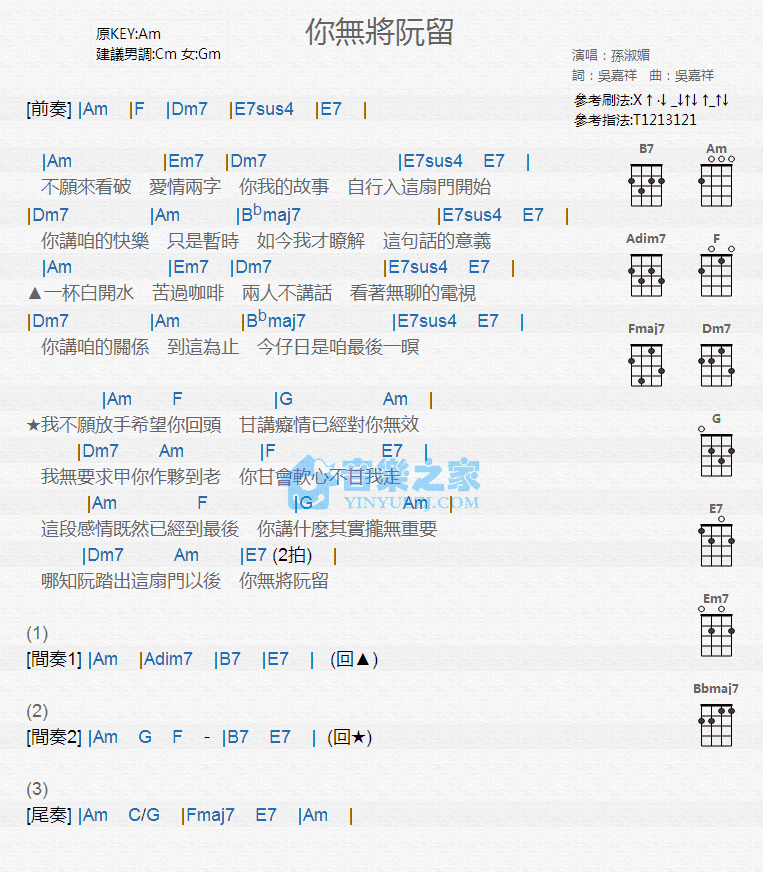 你無將阮留
原KEY:Am
建議男調:Cm 女:Gm
演唱：孫淑媚
詞：吳嘉祥 曲：吳嘉祥
參考刷法:X↑·↓_↓↑↓↑_↑↓
參考指法:T1213121
[前奏] |Am |F |Dm7 |E7sus4 |E7 |
|Am |Em7 |Dm7 |E7sus4 E7 |
不願來看破 愛情兩字 你我的故事 自行入這扇門開始
|Dm7 |Am |Bbmaj7 |E7sus4 E7 |
你講咱的快樂 只是暫時 如今我才瞭解 這句話的意義
|Am |Em7 |Dm7 |E7sus4 E7 |
▲一杯白開水 苦過咖啡 兩人不講話 看著無聊的電視
|Dm7 |Am |Bbmaj7 |E7sus4 E7 |
你講咱的關係 到這為止 今仔日是咱最後一暝
|Am F |G Am |
★我不願放手希望你回頭 甘講癡情已經對你無效
|Dm7 Am |F E7 |
我無要求甲你作夥到老 你甘會軟心不甘我走
|Am F |G Am |
這段感情既然已經到最後 你講什麼其實攏無重要
|Dm7 Am |E7 (2拍) |
哪知阮踏出這扇門以後 你無將阮留
(1)
[間奏1] |Am |Adim7 |B7 |E7 | (回▲)
(2)
[間奏2] |Am G F - |B7 E7 | (回★)
(3)
[尾奏] |Am C/G |Fmaj7 E7 |Am |
B7 Am
Adim7 F
Fmaj7 Dm7
G
E7
Em7
Bbmaj7
音樂之家
YINYUEZJ.COM